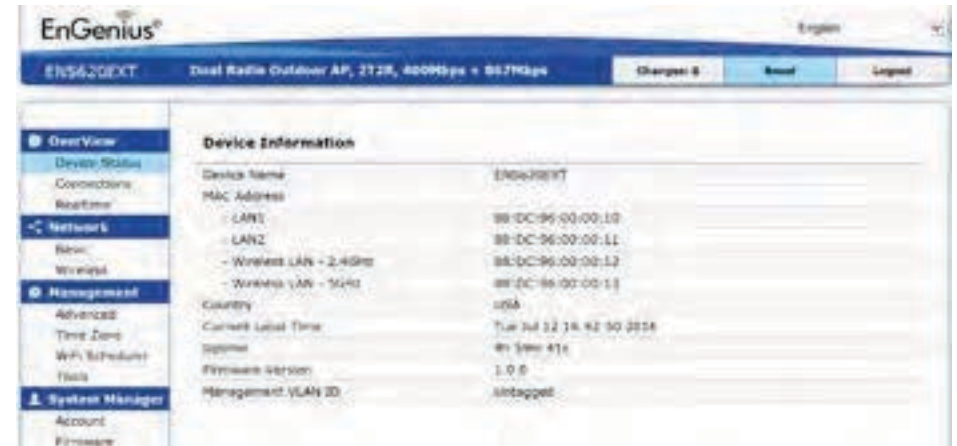 EnGenius®
English
ENS620EXT
Dual Radio Outdoor AP, 2T2R, 400Mbps + 867Mbps
Changes: 0
Reset
Logout
OverView
Device Status
Connections
Realtime
Network
Basic
Wireless
Management
Advanced
Time Zone
WiFi Scheduler
Tools
System Manager
Account
Firmware
Device Information
Device Name ENS620EXT
MAC Address
- LAN1 88:DC:96:00:00:10
- LAN2 88:DC:96:00:00:11
- Wireless LAN - 2.4GHz 88:DC:96:00:00:12
- Wireless LAN - 5GHz 88:DC:96:00:00:13
Country USA
Current Local Time Tue Jul 12 16:42:50 2016
Uptime
Firmware Version 1.0.0
Management VLAN ID Untagged